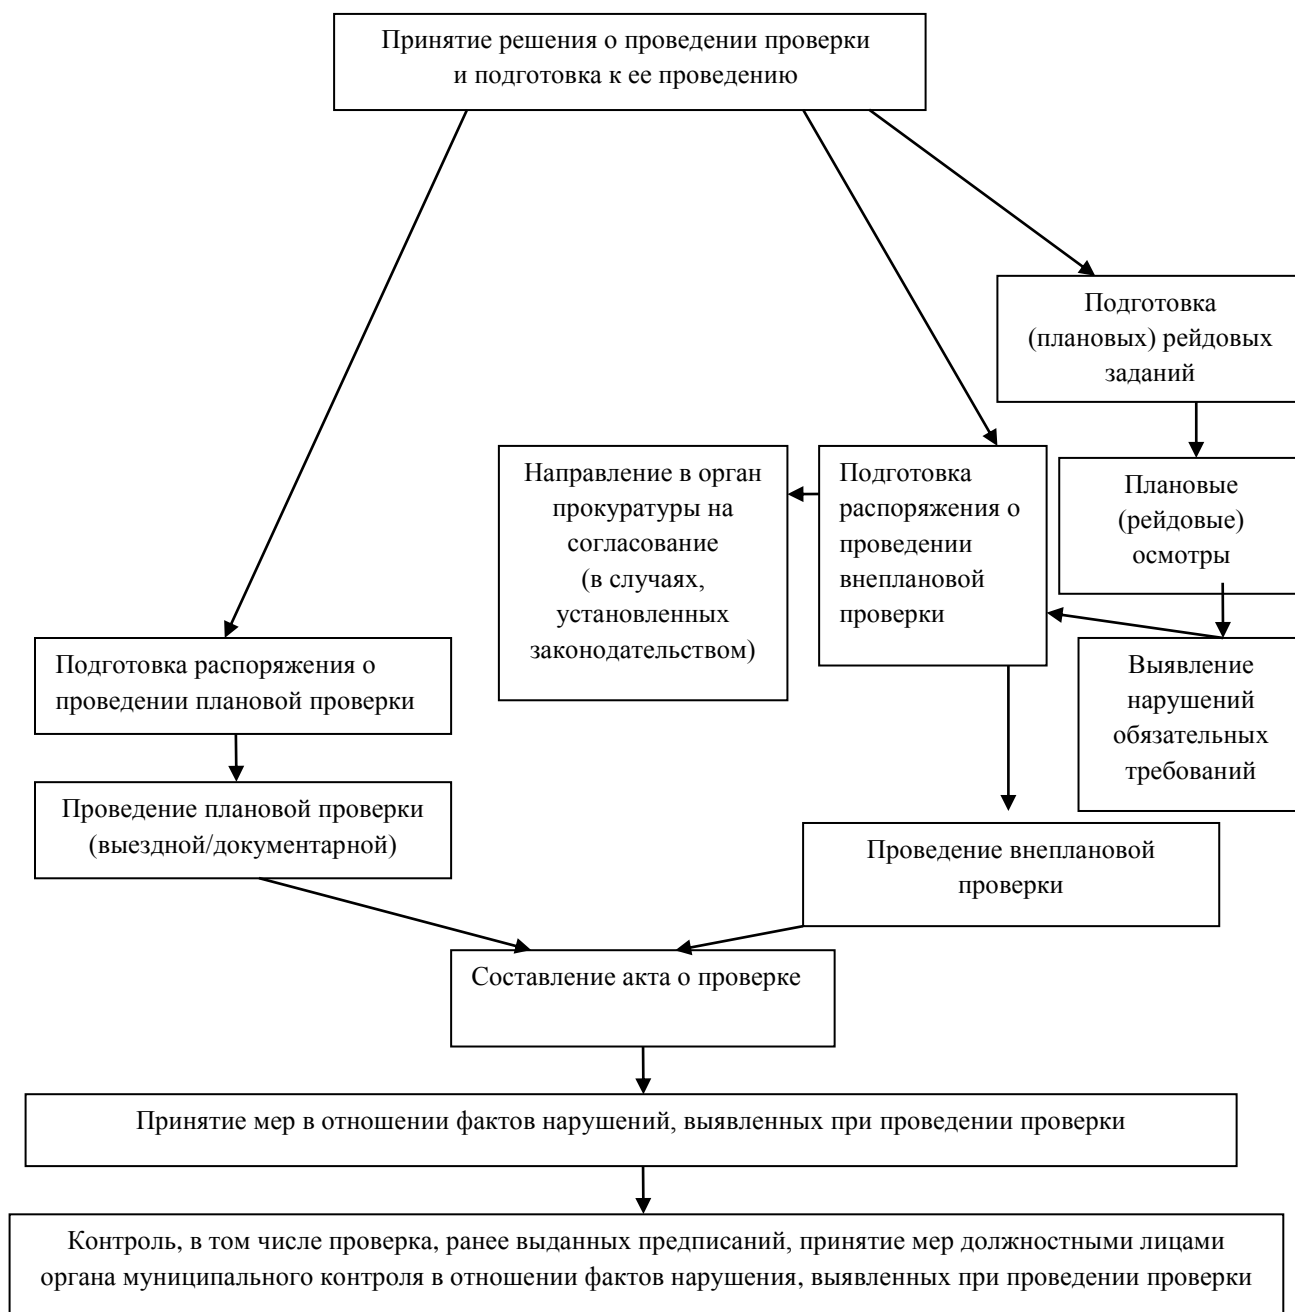 Принятие решения о проведении проверки
и подготовка к ее проведению
Подготовка
(плановых) рейдовых
заданий
Направление в орган
прокуратуры на
согласование
(в случаях,
установленных
законодательством)
Подготовка
распоряжения о
проведении
внеплановой
проверки
Плановые
(рейдовые)
осмотры
Подготовка распоряжения о
проведении плановой проверки
Выявление
нарушений
обязательных
требований
Проведение плановой проверки
(выездной/документарной)
Проведение внеплановой
проверки
Составление акта о проверке
Принятие мер в отношении фактов нарушений, выявленных при проведении проверки
Контроль, в том числе проверка, ранее выданных предписаний, принятие мер должностными лицами
органа муниципального контроля в отношении фактов нарушения, выявленных при проведении проверки